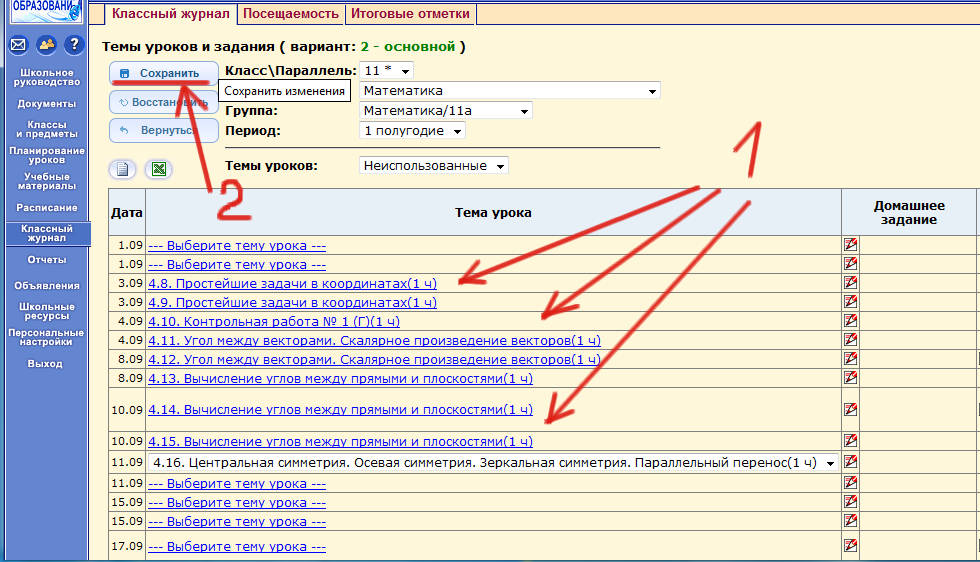 ОБРАЗОВАНИ
Классный журнал Посещаемость Итоговые отметки
Темы уроков и задания ( вариант: 2 - основной )
Сохранить
Класс\Параллель: 11 *
Сохранить изменения
Математика
Восстановить
Группа: Математика/11а
Вернуться
Период: 1 полугодие
Темы уроков: Неиспользованные
1
2
?
Школьное
руководство
Документы
Классы
и предметы
Планирование
уроков
Учебные
материалы
Расписание
Классный
журнал
Отчеты
Объявления
Школьные
ресурсы
Персональные
настройки
Выход
Дата Тема урока Домашнее
задание
1.09 --- Выберите тему урока ---
1.09 --- Выберите тему урока ---
3.09 4.8. Простейшие задачи в координатах(1 ч)
3.09 4.9. Простейшие задачи в координатах(1 ч)
4.09 4.10. Контрольная работа № 1 (Г)(1 ч)
4.09 4.11. Угол между векторами. Скалярное произведение векторов(1 ч)
8.09 4.12. Угол между векторами. Скалярное произведение векторов(1 ч)
8.09 4.13. Вычисление углов между прямыми и плоскостями(1 ч)
10.09 4.14. Вычисление углов между прямыми и плоскостями(1 ч)
10.09 4.15. Вычисление углов между прямыми и плоскостями(1 ч)
11.09 4.16. Центральная симметрия. Осевая симметрия. Зеркальная симметрия. Параллельный перенос(1 ч)
11.09 --- Выберите тему урока ---
15.09 --- Выберите тему урока ---
15.09 --- Выберите тему урока ---
17.09 --- Выберите тему урока ---